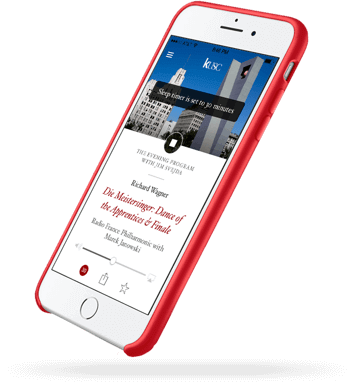 kUSC
Sleep timer is set to 30 minutes
THE EVENING PROGRAM
WITH JIM SVEJDA
Richard Wagner
Die Meistersinger: Dance of
the Apprentices & Finale
Radio France Philharmonic with
Marek Janowski